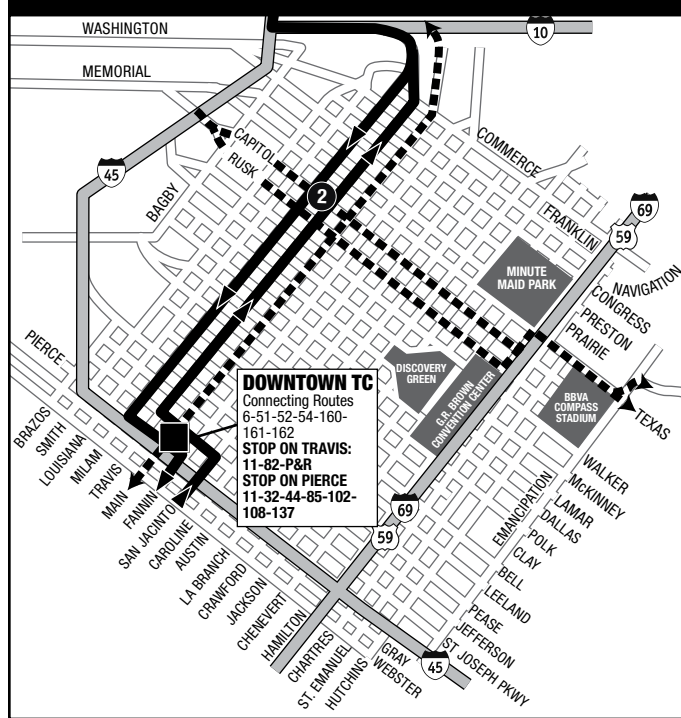 WASHINGTON
10
MEMORIAL
CAPITOL
RUSK
COMMERCE
45
BAGBY
2
FRANKLIN
69
59
MINUTE
MAID PARK
NAVIGATION
CONGRESS
PRESTON
PRAIRIE
PIERCE
DISCOVERY
GREEN
G.R. BROWN
CONVENTION CENTER
BBVA
COMPASS
STADIUM
TEXAS
DOWNTOWN TC
Connecting Routes
6-51-52-54-160-
161-162
STOP ON TRAVIS:
11-82-P&R
STOP ON PIERCE
11-32-44-85-102-
108-137
BRAZOS
SMITH
LOUISIANA
MILAM
TRAVIS
MAIN
FANNIN
SAN JACINTO
CAROLINE
AUSTIN
LA BRANCH
CRAWFORD
JACKSON
CHENEVERT
HAMILTON
CHARTRES
ST. EMANUEL
HUTCHINS
69
59
EMANCIPATION
WALKER
McKINNEY
LAMAR
DALLAS
POLK
CLAY
BELL
LEELAND
PEASE
JEFFERSON
ST JOSEPH PKWY
GRAY
WEBSTER
45